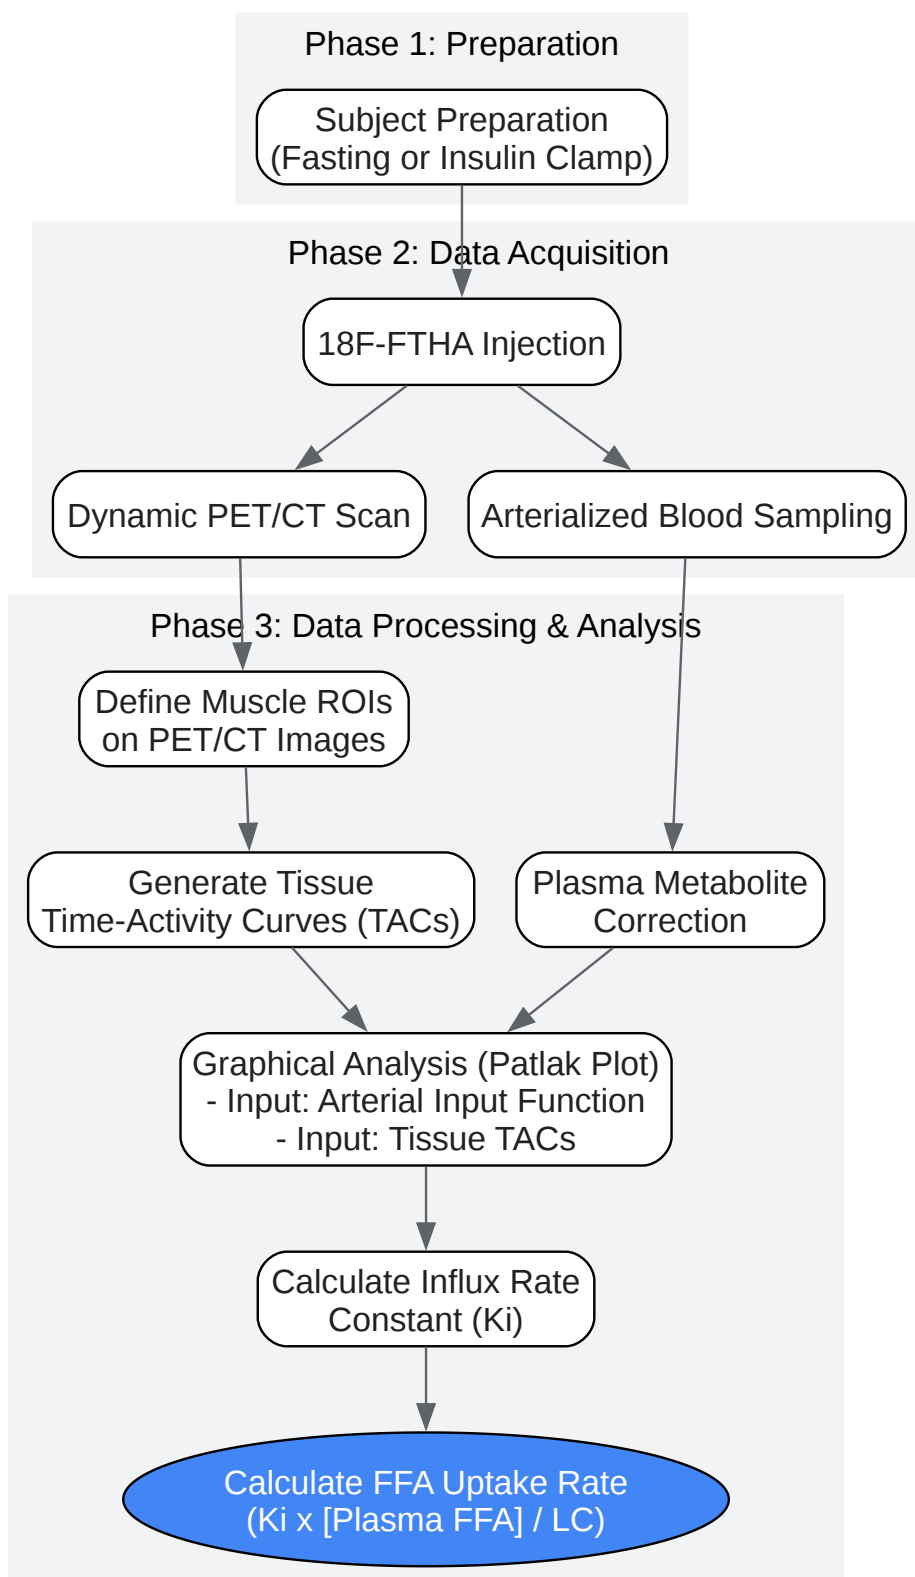 Phase 1: Preparation
Subject Preparation
(Fasting or Insulin Clamp)
Phase 2: Data Acquisition
18F-FTHA Injection
Dynamic PET/CT Scan
Arterialized Blood Sampling
Phase 3: Data Processing & Analysis
Define Muscle ROIs
on PET/CT Images
Generate Tissue
Time-Activity Curves (TACs)
Plasma Metabolite
Correction
Graphical Analysis (Patlak Plot)
- Input: Arterial Input Function
- Input: Tissue TACs
Calculate Influx Rate
Constant (Ki)
Calculate FFA Uptake Rate
(Ki x [Plasma FFA] / LC)